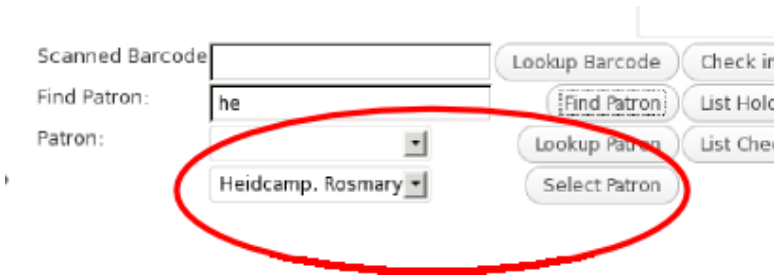 Scanned Barcode Lookup Barcode Check in
Find Patron: he Find Patron List Hold
Patron: Lookup Patron List Chec
Heidcamp, Rosmary Select Patron